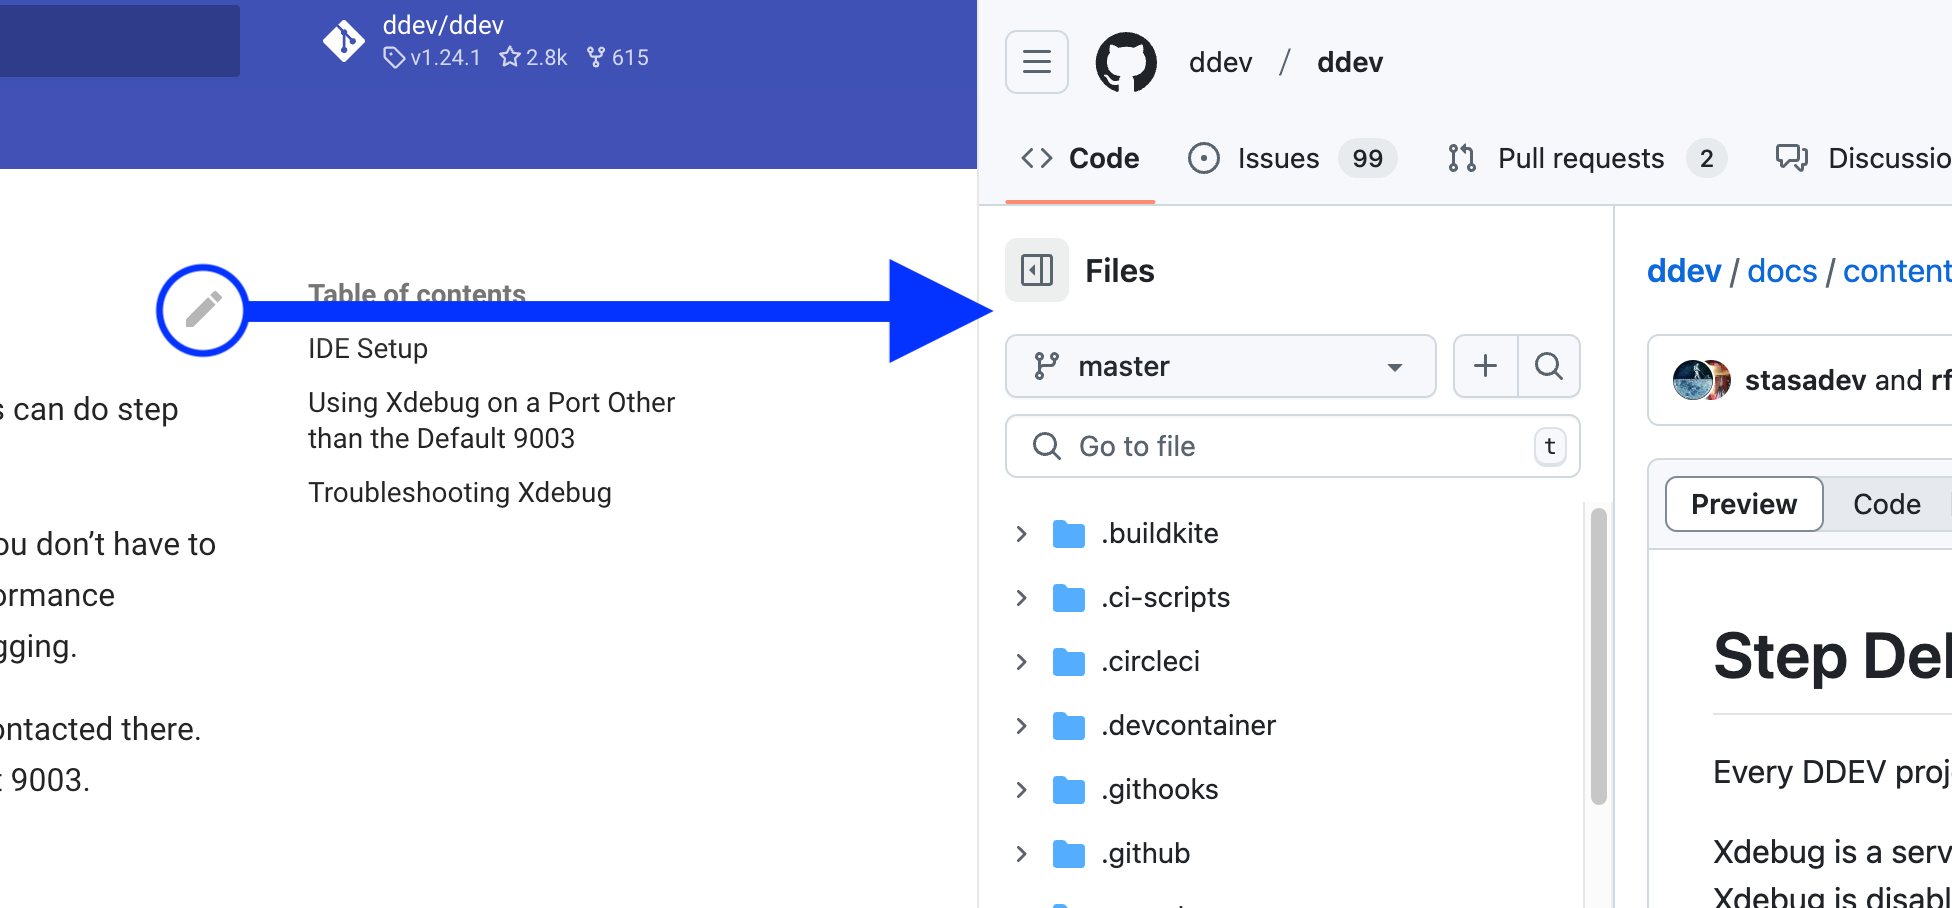 ddev/ddev
v1.24.1 2.8k 615
Table of contents
IDE Setup
Using Xdebug on a Port Other
than the Default 9003
Troubleshooting Xdebug
s can do step
ou don't have to
ormance
gging.
ontacted there.
t 9003.
ddev / ddev
Code Issues 99 Pull requests 2 Discussio
Files
master
Go to file t
.buildkite
.ci-scripts
.circleci
.devcontainer
.githooks
.github
ddev / docs / content
stasadev and rf
Preview Code
Step De
Every DDEV proj
Xdebug is a serv
Xdebug is disabl